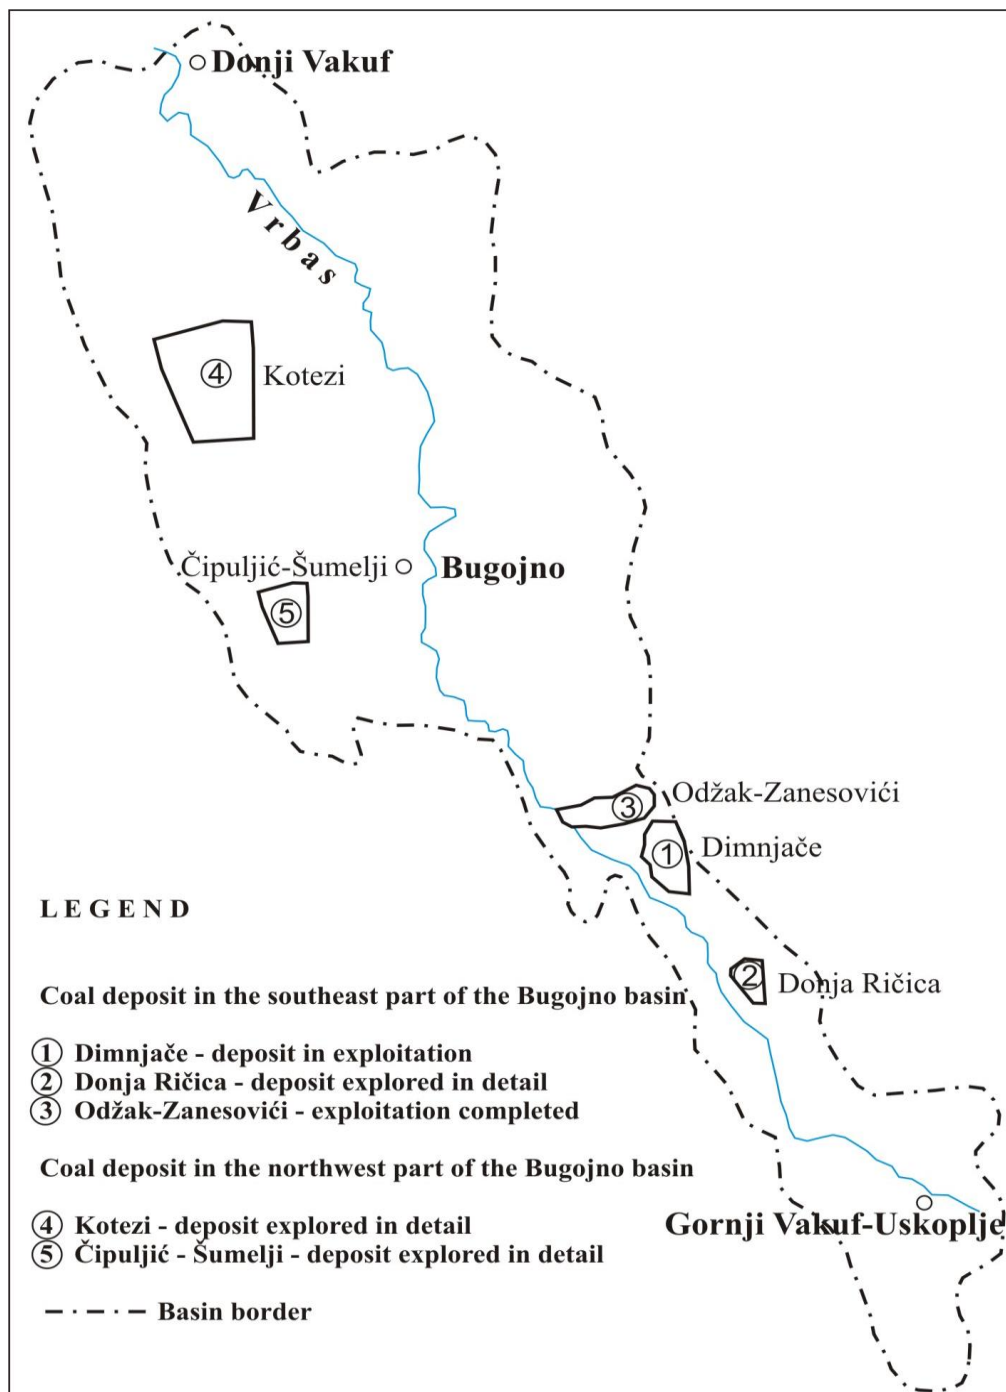 Donji Vakuf
Vrbas
④ Kotezi
Čipuljić-Šumelji
Bugojno
⑤
③ Odžak-Zanesovići
① Dimnjače
② Donja Ričica
Gornji Vakuf-Uskoplje
LEGEND
Coal deposit in the southeast part of the Bugojno basin
① Dimnjače - deposit in exploitation
② Donja Ričica - deposit explored in detail
③ Odžak-Zanesovići - exploitation completed
Coal deposit in the northwest part of the Bugojno basin
④ Kotezi - deposit explored in detail
⑤ Čipuljić - Šumelji - deposit explored in detail
Basin border